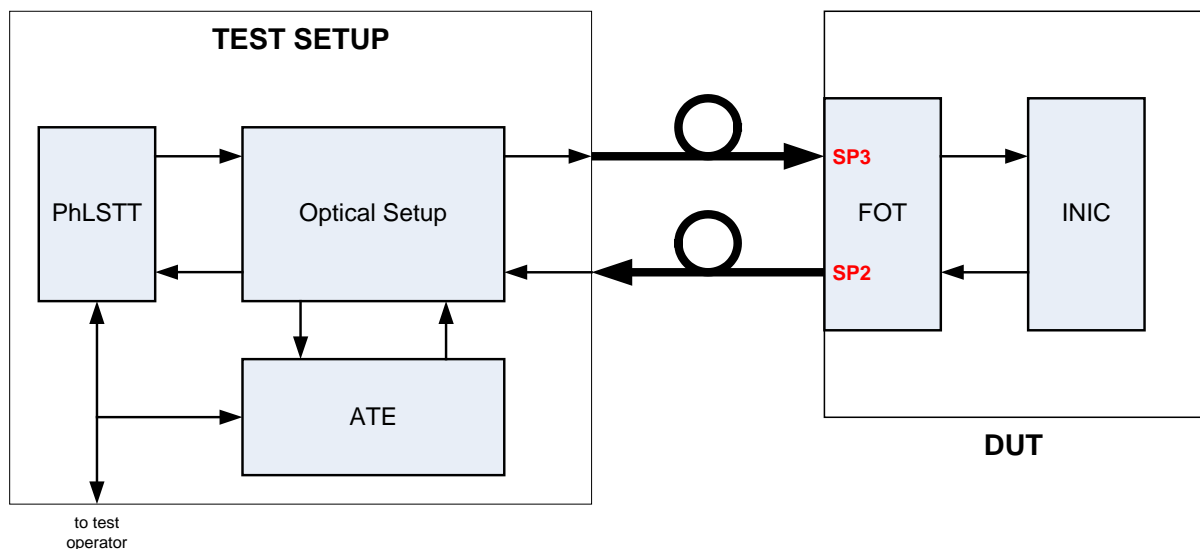 TEST SETUP
PhLSTT
Optical Setup
ATE
to test
operator
SP3
FOT
SP2
INIC
DUT